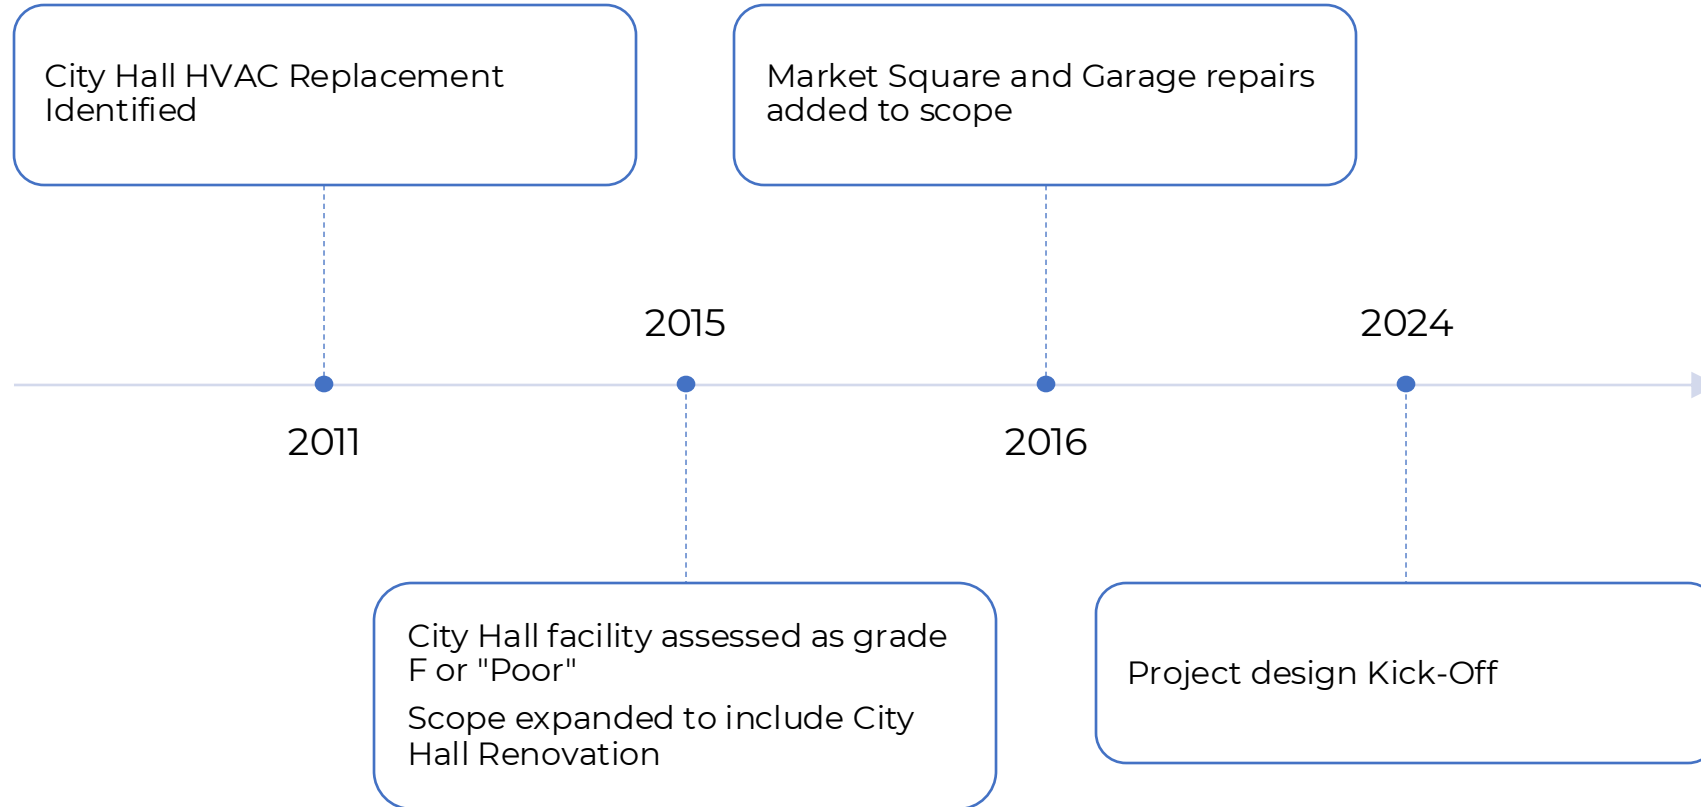 City Hall HVAC Replacement
Identified
Market Square and Garage repairs
added to scope
2015
2024
2011
2016
City Hall facility assessed as grade
F or "Poor"
Scope expanded to include City
Hall Renovation
Project design Kick-Off